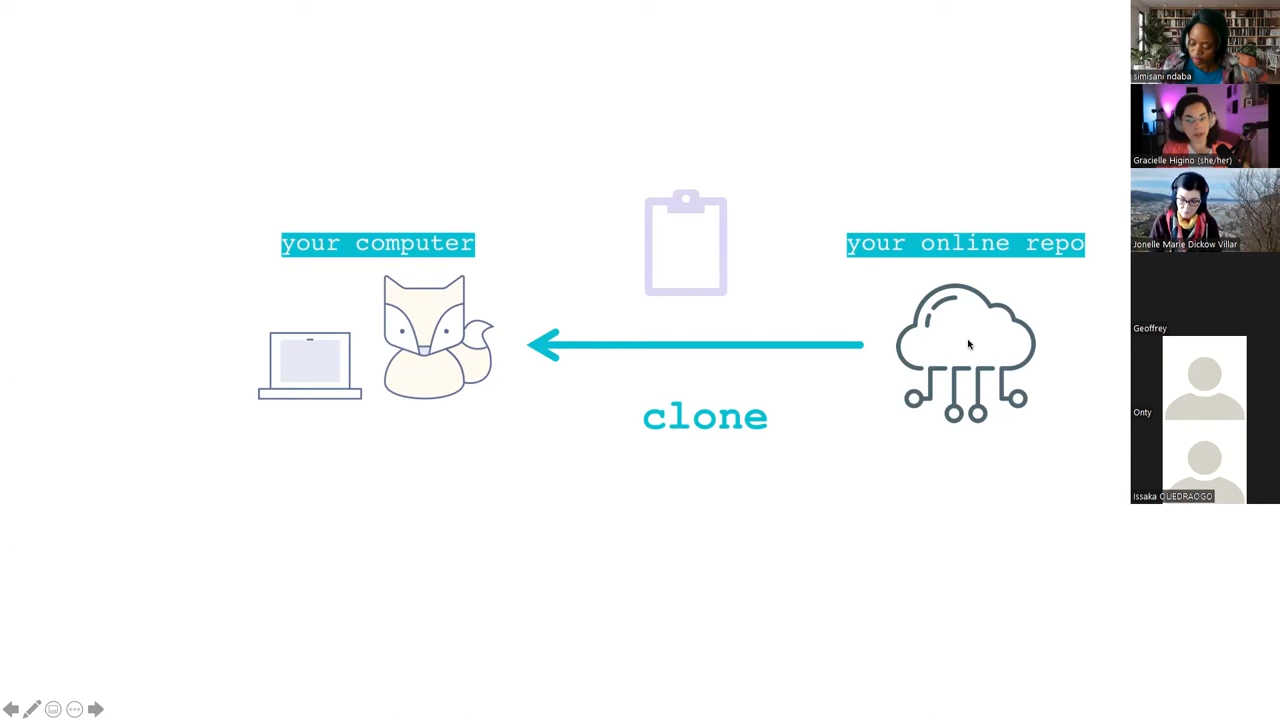 your computer
your online repo
clone
simisani ndaba
Gracielle Higino (she/her)
Jonelle Marie Dickow Villar
Geoffrey
Onty
Issaka OUEDRAOGO